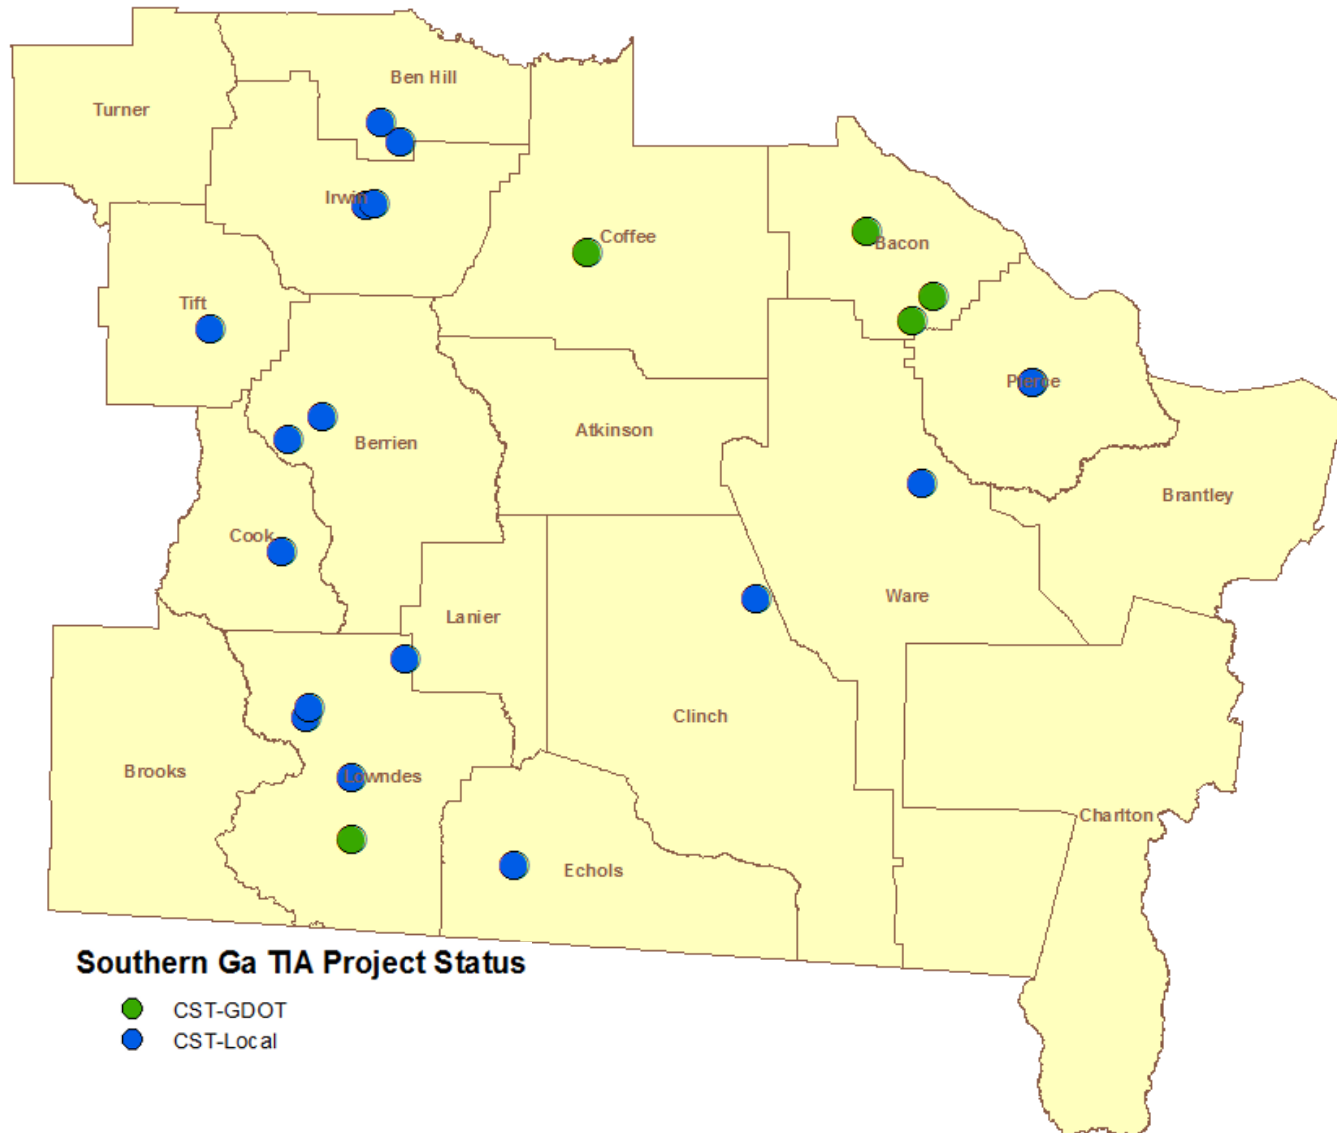 Ben Hill
Turner
Irwin
Coffee
Bacon
Tift
Pierce
Atkinson
Berrien
Brantley
Cook
Ware
Lanier
Clinch
Brooks
Lowndes
Charlton
Echols
Southern Ga TIA Project Status
CST-GDOT
CST-Local